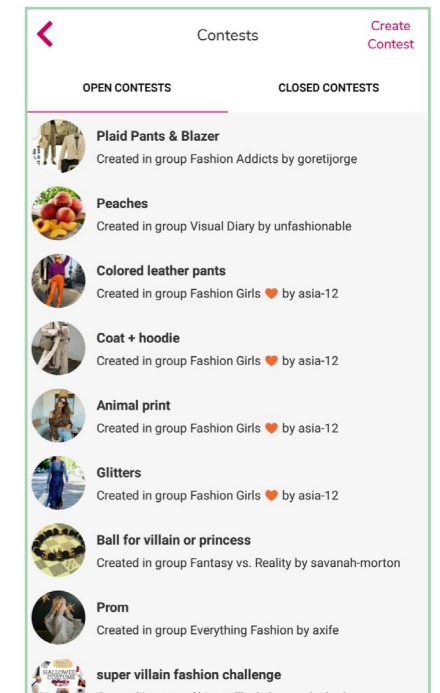 Contests
Create
Contest
OPEN CONTESTS
CLOSED CONTESTS
Plaid Pants & Blazer
Created in group Fashion Addicts by goretijorge
Peaches
Created in group Visual Diary by unfashionable
Colored leather pants
Created in group Fashion Girls 🧡 by asia-12
Coat + hoodie
Created in group Fashion Girls 🧡 by asia-12
Animal print
Created in group Fashion Girls 🧡 by asia-12
Glitters
Created in group Fashion Girls 🧡 by asia-12
Ball for villain or princess
Created in group Fantasy vs. Reality by savanah-morton
Prom
Created in group Everything Fashion by axife
HALLOWEEN
COSTUME
super villain fashion challenge